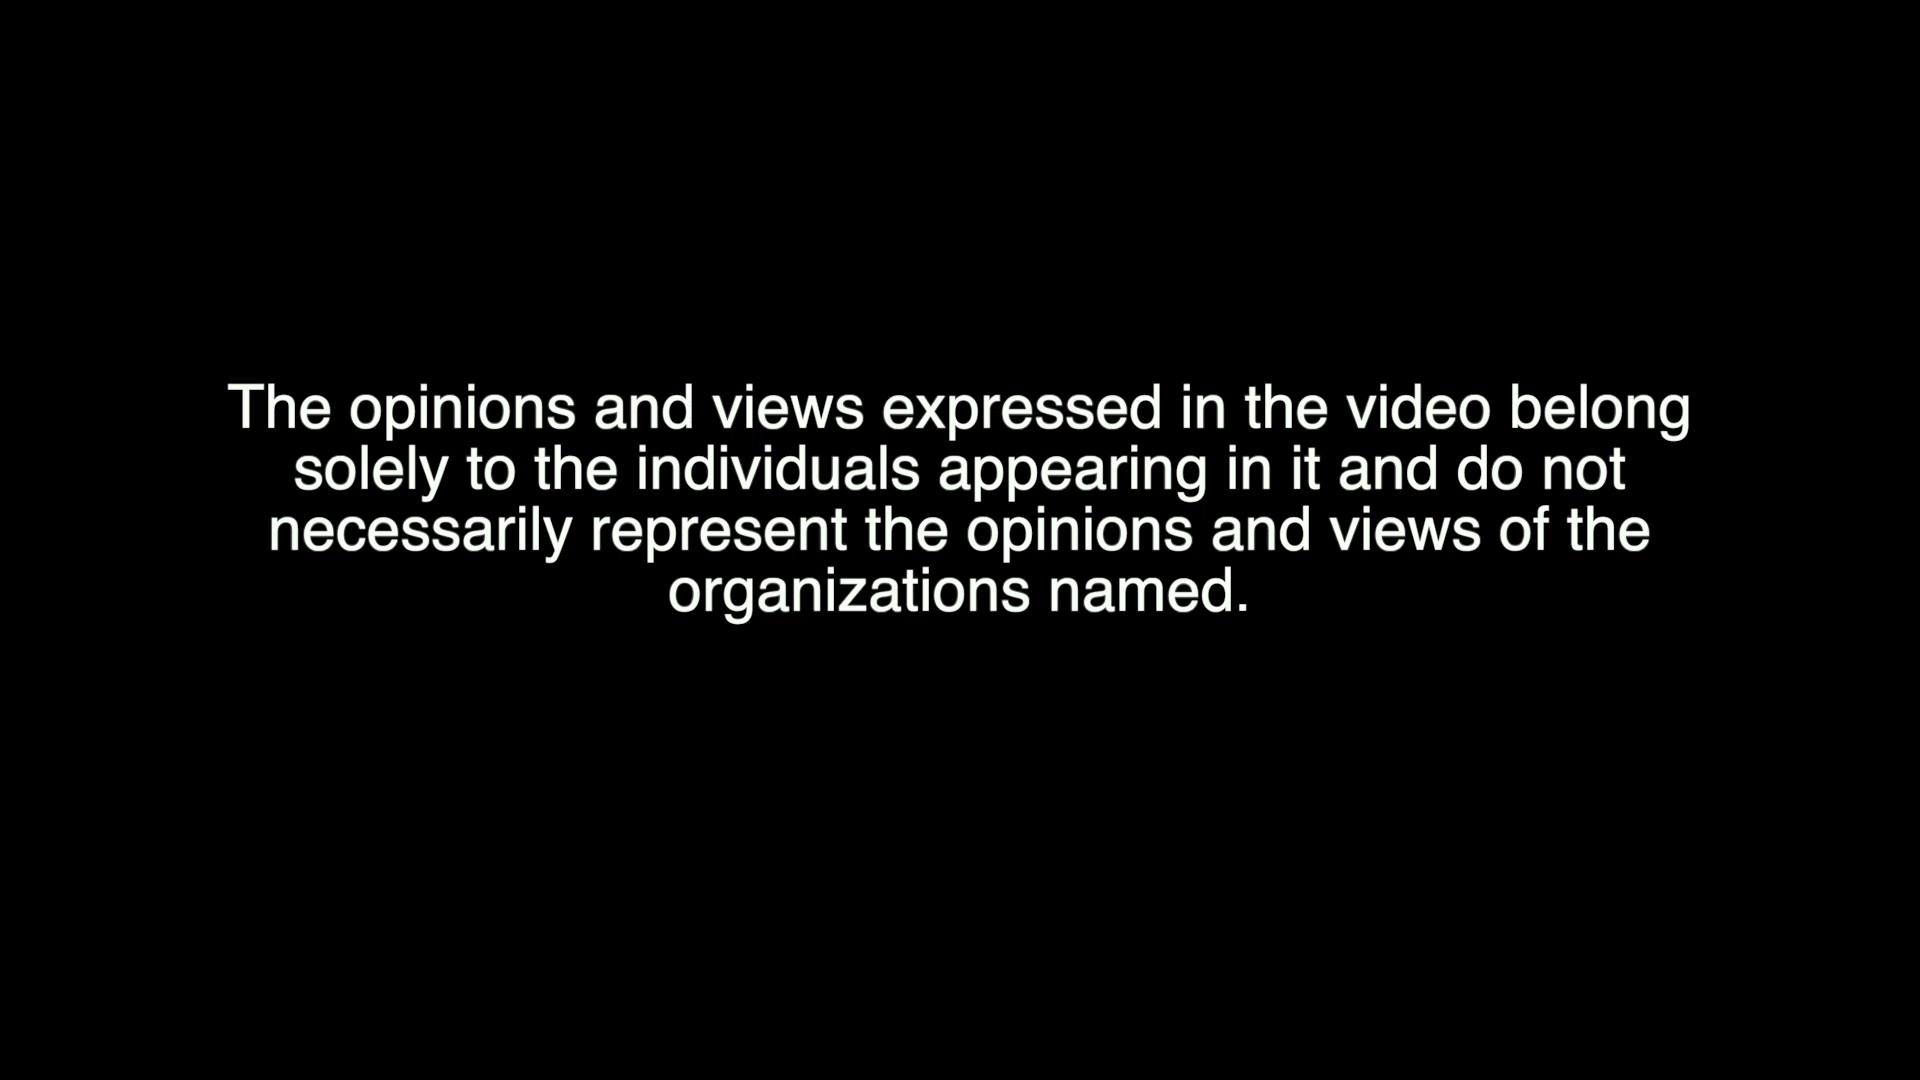 The opinions and views expressed in the video belong
solely to the individuals appearing in it and do not
necessarily represent the opinions and views of the
organizations named.